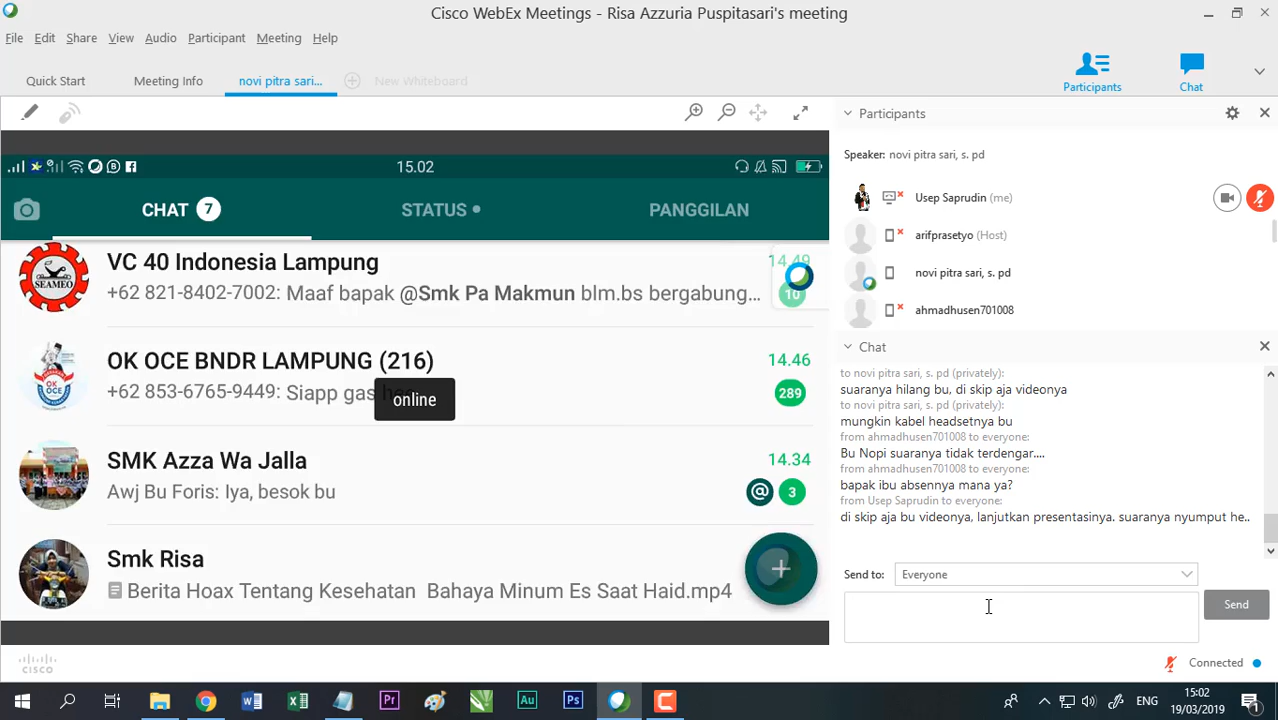 Cisco WebEx Meetings - Risa Azzuria Puspitasari's meeting
File Edit Share View Audio Participant Meeting Help
Quick Start Meeting Info novi pitra sari... New Whiteboard
Participants Chat
15.02
CHAT 7 STATUS PANGGILAN
VC 40 Indonesia Lampung 14.49
+62 821-8402-7002: Maaf bapak @Smk Pa Makmun blm.bs bergabung... 10
SEAMEO
OK OCE BNDR LAMPUNG (216) 14.46
+62 853-6765-9449: Siapp gas 289
online
SMK Azza Wa Jalla 14.34
Awj Bu Foris: Iya, besok bu @ 3
Smk Risa
Berita Hoax Tentang Kesehatan Bahaya Minum Es Saat Haid.mp4
cisco
Participants
Speaker: novi pitra sari, s. pd
Usep Saprudin (me)
arifprasetyo (Host)
novi pitra sari, s. pd
ahmadhusen701008
Chat
to novi pitra sari, s. pd (privately):
suaranya hilang bu, di skip aja videonya
to novi pitra sari, s. pd (privately):
mungkin kabel headsetnya bu
from ahmadhusen701008 to everyone:
Bu Nopi suaranya tidak terdengar....
from ahmadhusen701008 to everyone:
bapak ibu absennya mana ya?
from Usep Saprudin to everyone:
di skip aja bu videonya, lanjutkan presentasinya. suaranya nyumput he..
Send to: Everyone
Send
Connected
Pr Au Ps
ENG 15:02
19/03/2019 1